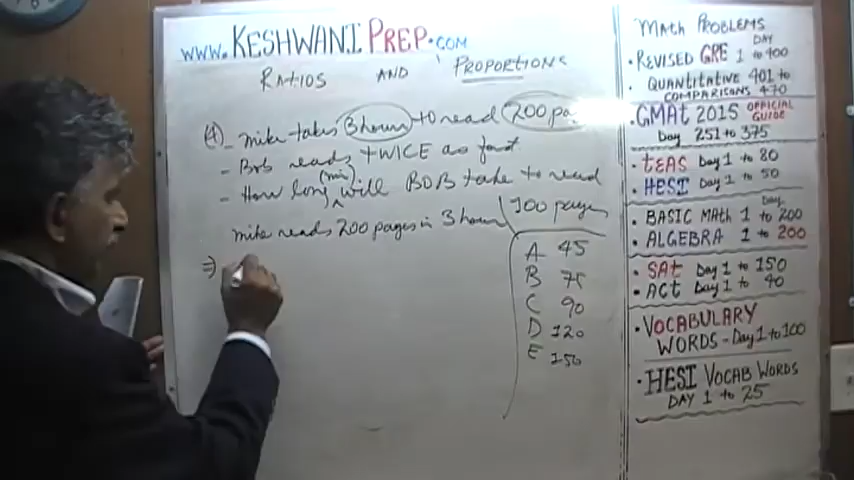 WWW.KESHWANI PREP.COM
RATIOS AND PROPORTIONS
(4) - Mike takes 3 hours to read 200 pa
- Bob reads TWICE as fast.
- How long (min) will BOB take to read
100 pages
Mike reads 200 pages in 3 hours
⇒
A 45
B 75
C 90
D 120
E 150
MATH PROBLEMS
DAY
• REVISED GRE 1 to 400
• QUANTITATIVE 401 to
COMPARISONS 470
• GMAT 2015 OFFICIAL GUIDE
Day 251 to 375
• TEAS Day 1 to 80
• HESI Day 1 to 50
Day
• BASIC MATH 1 to 200
• ALGEBRA 1 to 200
• SAT Day 1 to 150
• ACT Day 1 to 90
• VOCABULARY
WORDS - Day 1 to 100
• HESI VOCAB WORDS
DAY 1 to 25